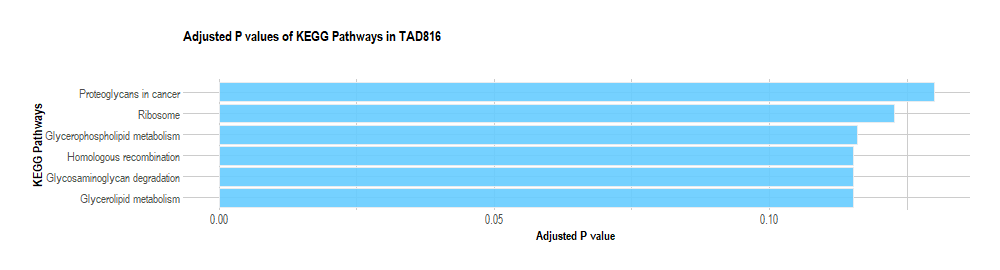 Adjusted P values of KEGG Pathways in TAD816
KEGG Pathways
Proteoglycans in cancer
Ribosome
Glycerophospholipid metabolism
Homologous recombination
Glycosaminoglycan degradation
Glycerolipid metabolism
0.00 0.05 0.10
Adjusted P value